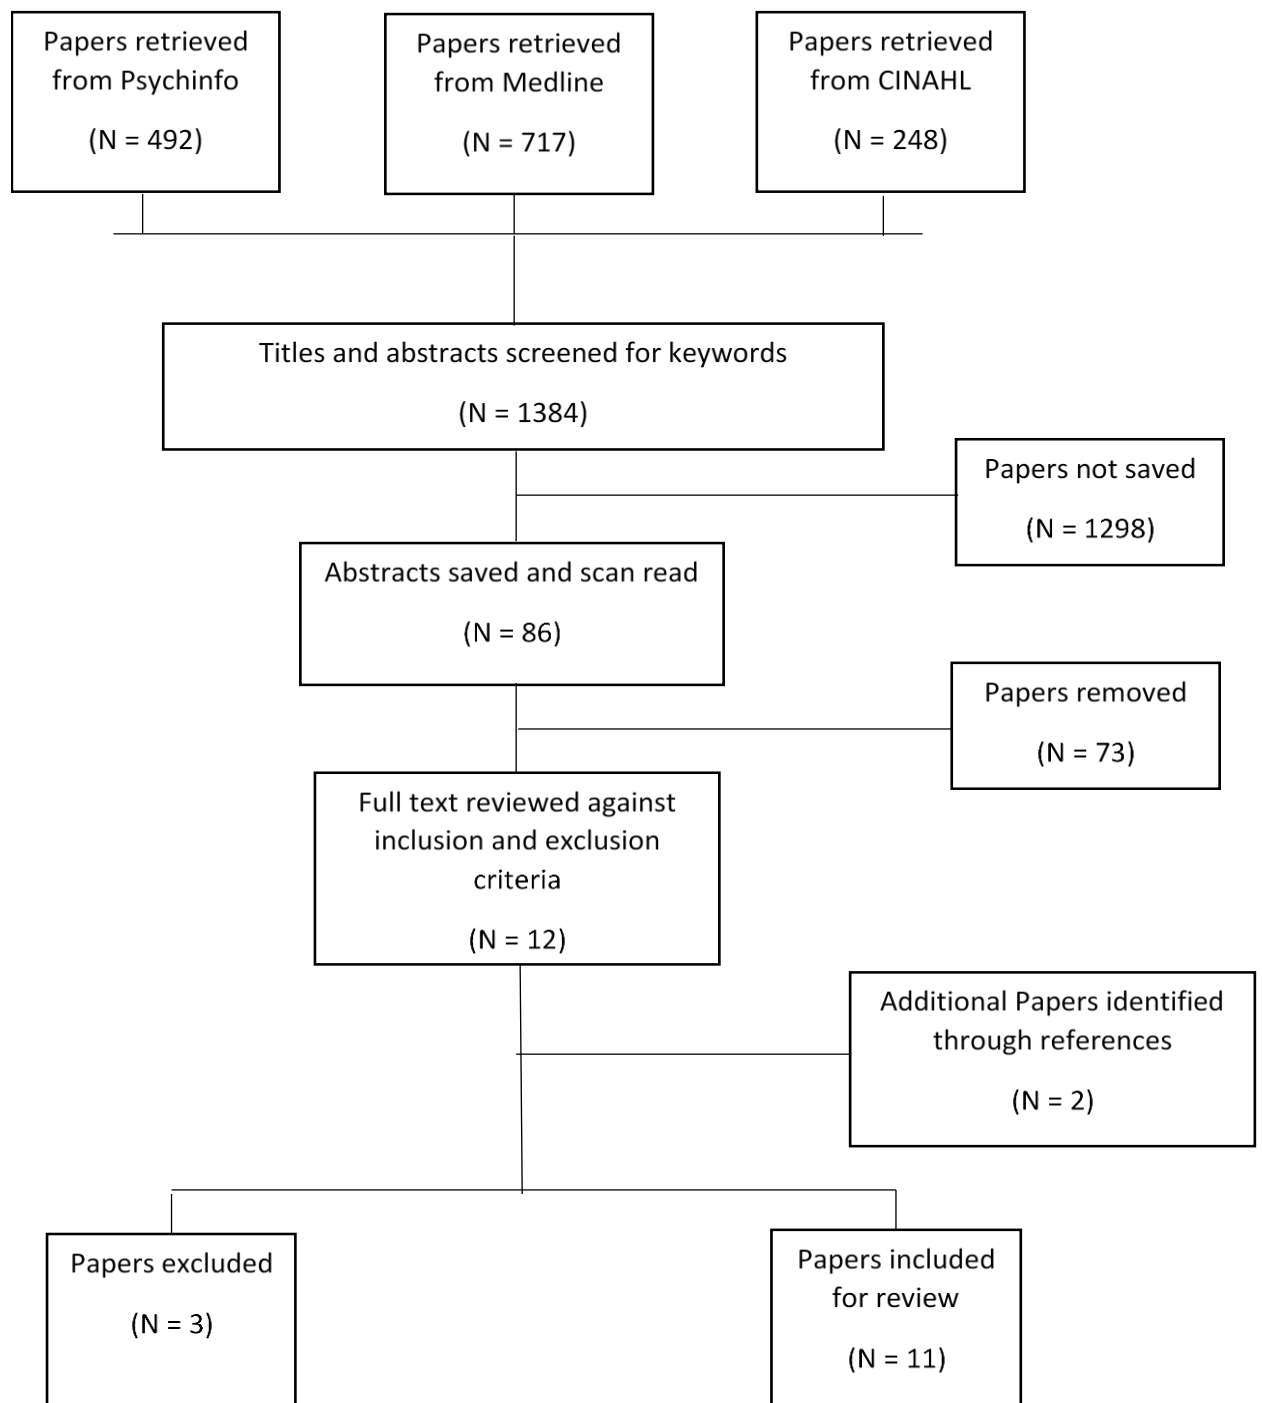 Papers retrieved
from Psychinfo
(N = 492)
Papers retrieved
from Medline
(N = 717)
Papers retrieved
from CINAHL
(N = 248)
Titles and abstracts screened for keywords
(N = 1384)
Papers not saved
(N = 1298)
Abstracts saved and scan read
(N = 86)
Papers removed
(N = 73)
Full text reviewed against
inclusion and exclusion
criteria
(N = 12)
Additional Papers identified
through references
(N = 2)
Papers excluded
(N = 3)
Papers included
for review
(N = 11)